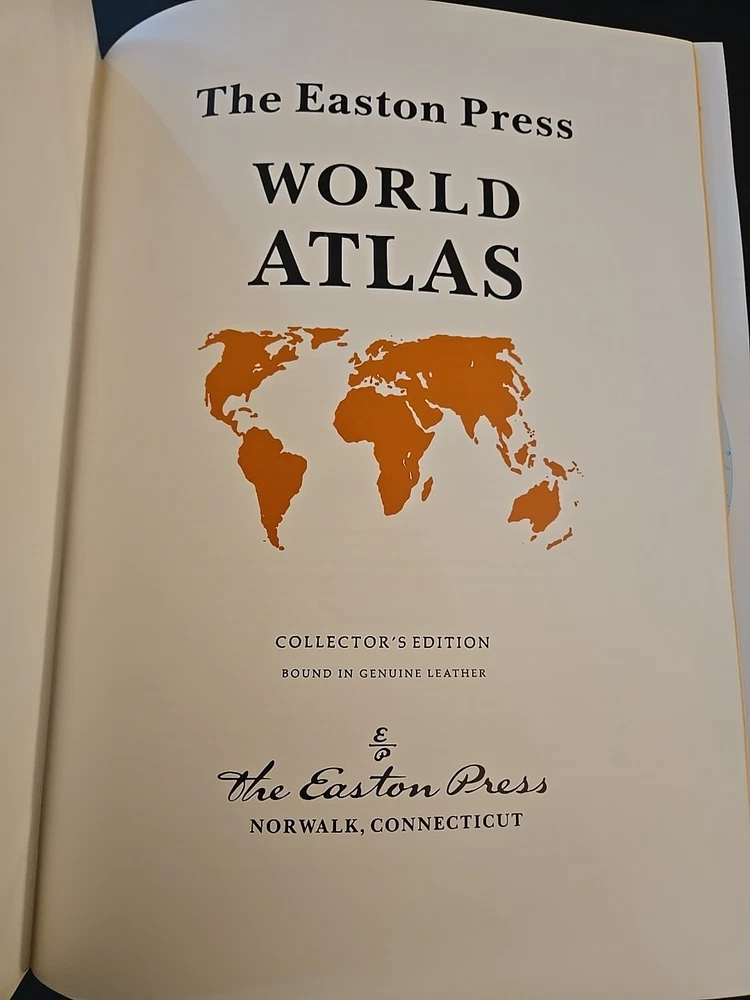 The Easton Press
WORLD
ATLAS
COLLECTOR'S EDITION
BOUND IN GENUINE LEATHER
E
P
The Easton Press
NORWALK, CONNECTICUT